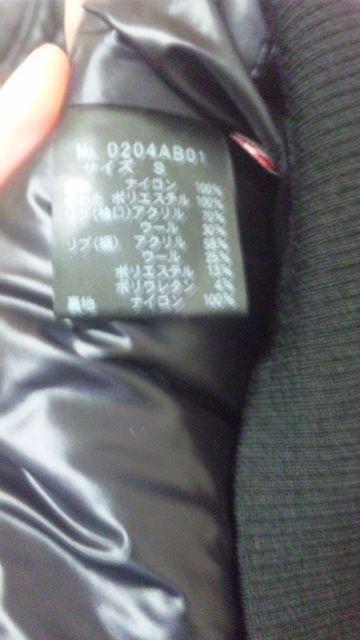 No. 0204AB01
サイズ S
ナイロン 100%
中わた ポリエステル 100%
リブ(袖口)アクリル 70%
ウール 30%
リブ(裾) アクリル 58%
ウール 25%
ポリエステル 13%
ポリウレタン 4%
裏地 ナイロン 100%